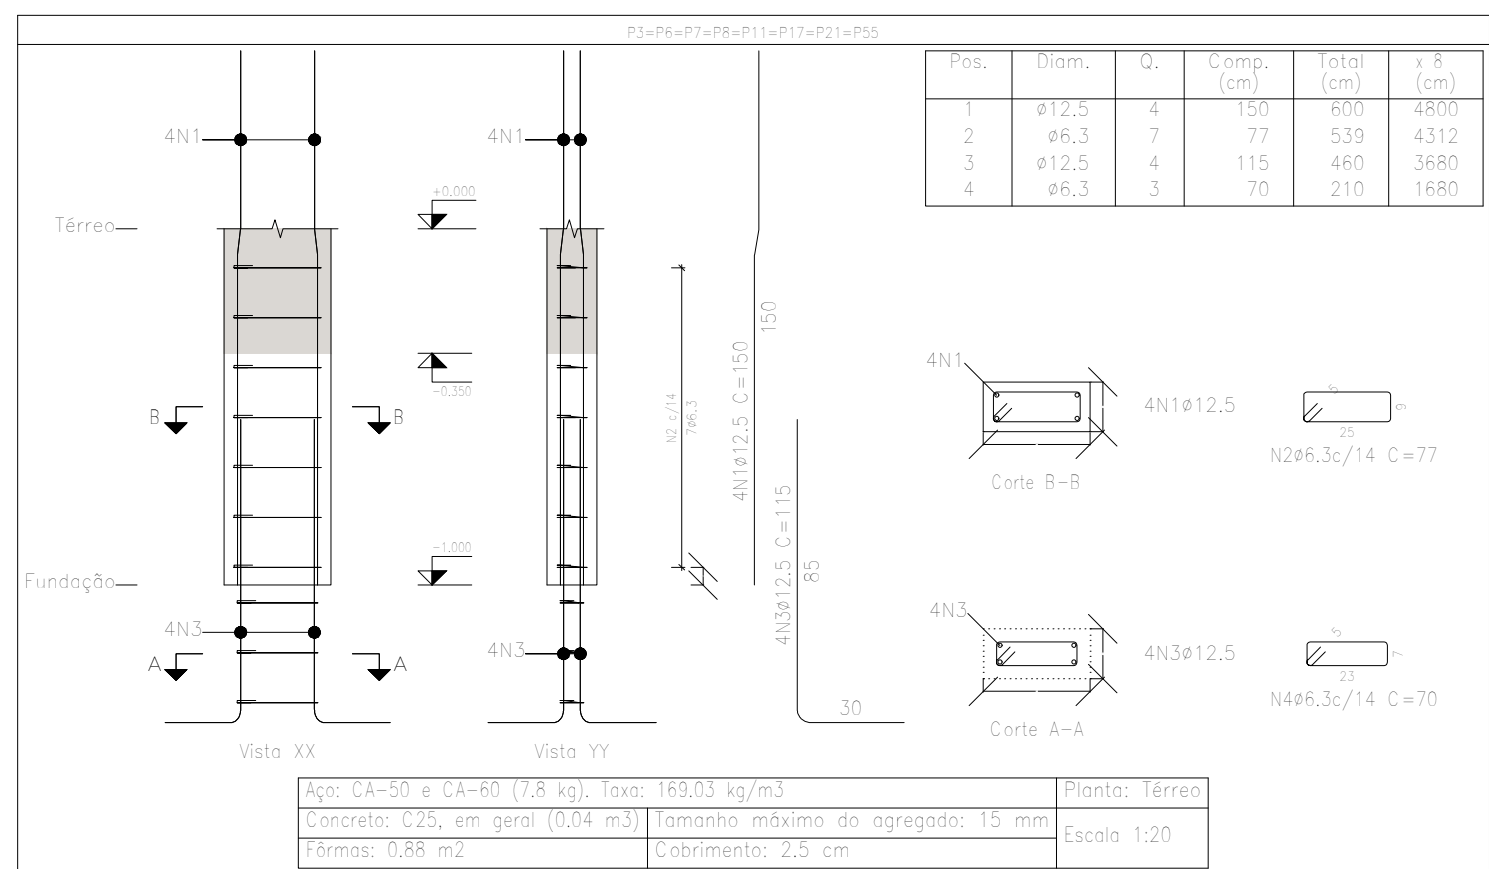 P3=P6=P7=P8=P11=P17=P21=P55
Pos. Diam. Q. Comp. (cm) Total (cm) x 8 (cm)
1 ø12.5 4 150 600 4800
2 ø6.3 7 77 539 4312
3 ø12.5 4 115 460 3680
4 ø6.3 3 70 210 1680
4N1
4N1
+0.000
Térreo
150
4N1ø12.5 C=150
-0.350
N2 c/14
7ø6.3
B B
4N1
4N1ø12.5
Corte B-B
5
9
25
N2ø6.3c/14 C=77
-1.000
Fundação
4N3ø12.5 C=115
85
30
4N3
4N3
A A
4N3
4N3ø12.5
Corte A-A
5
7
23
N4ø6.3c/14 C=70
Vista XX
Vista YY
Aço: CA-50 e CA-60 (7.8 kg). Taxa: 169.03 kg/m3
Planta: Térreo
Concreto: C25, em geral (0.04 m3)
Tamanho máximo do agregado: 15 mm
Escala 1:20
Fôrmas: 0.88 m2
Cobrimento: 2.5 cm